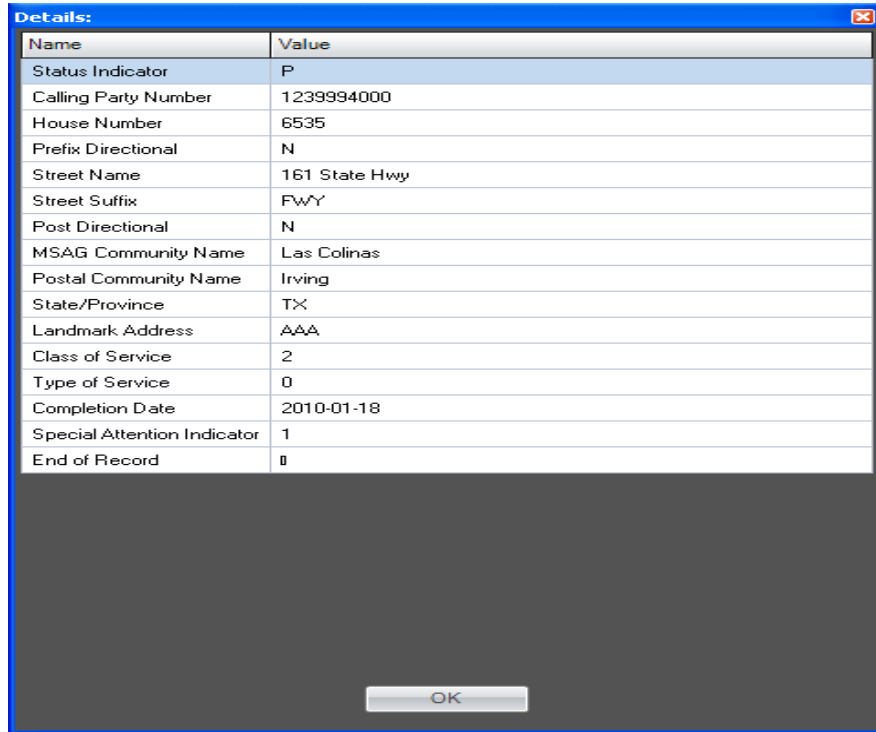 Details:
Name Value
Status Indicator P
Calling Party Number 1239994000
House Number 6535
Prefix Directional N
Street Name 161 State Hwy
Street Suffix FWY
Post Directional N
MSAG Community Name Las Colinas
Postal Community Name Irving
State/Province TX
Landmark Address AAA
Class of Service 2
Type of Service 0
Completion Date 2010-01-18
Special Attention Indicator 1
End of Record
OK